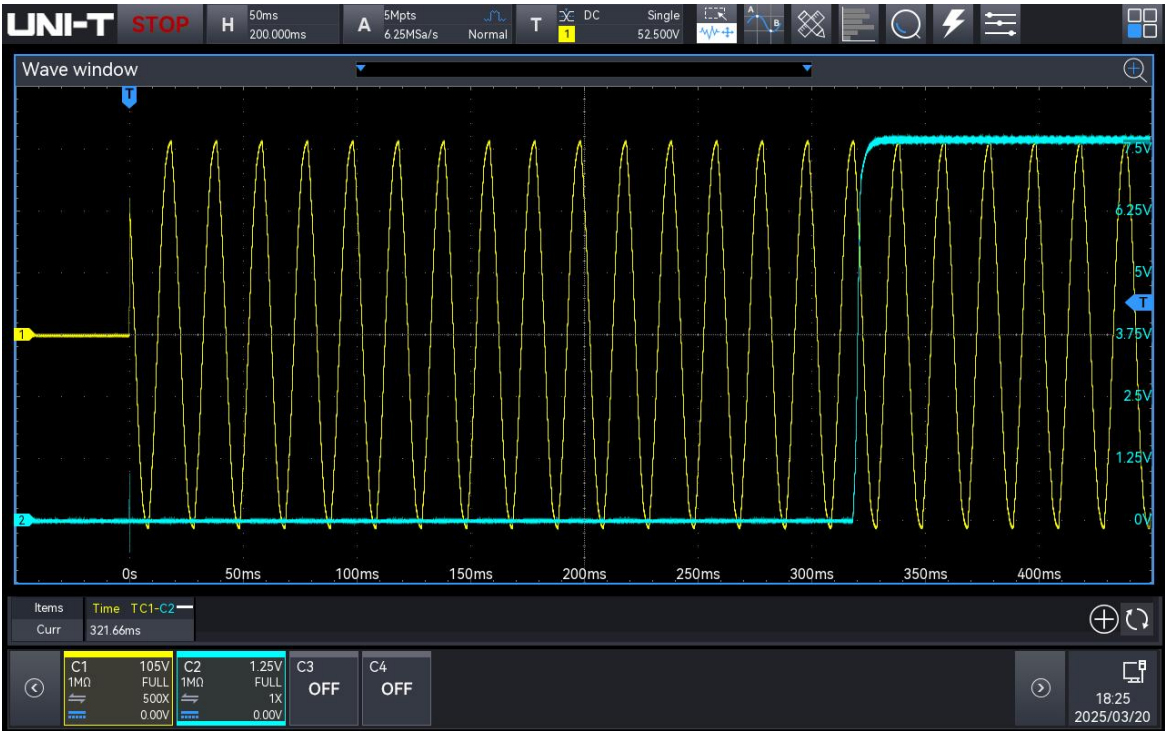 UNI-T STOP H 50ms 200.000ms A 5Mpts 6.25MSa/s Normal T DC 1 Single 52.500V A B
Wave window
T
7.5V
6.25V
5V
T
1 3.75V
2.5V
1.25V
2 0V
0s 50ms 100ms 150ms 200ms 250ms 300ms 350ms 400ms
Items Time TC1-C2
Curr 321.66ms
C1 105V C2 1.25V C3 C4
1MΩ FULL 1MΩ FULL OFF OFF
500X 1X
0.00V 0.00V
18:25
2025/03/20